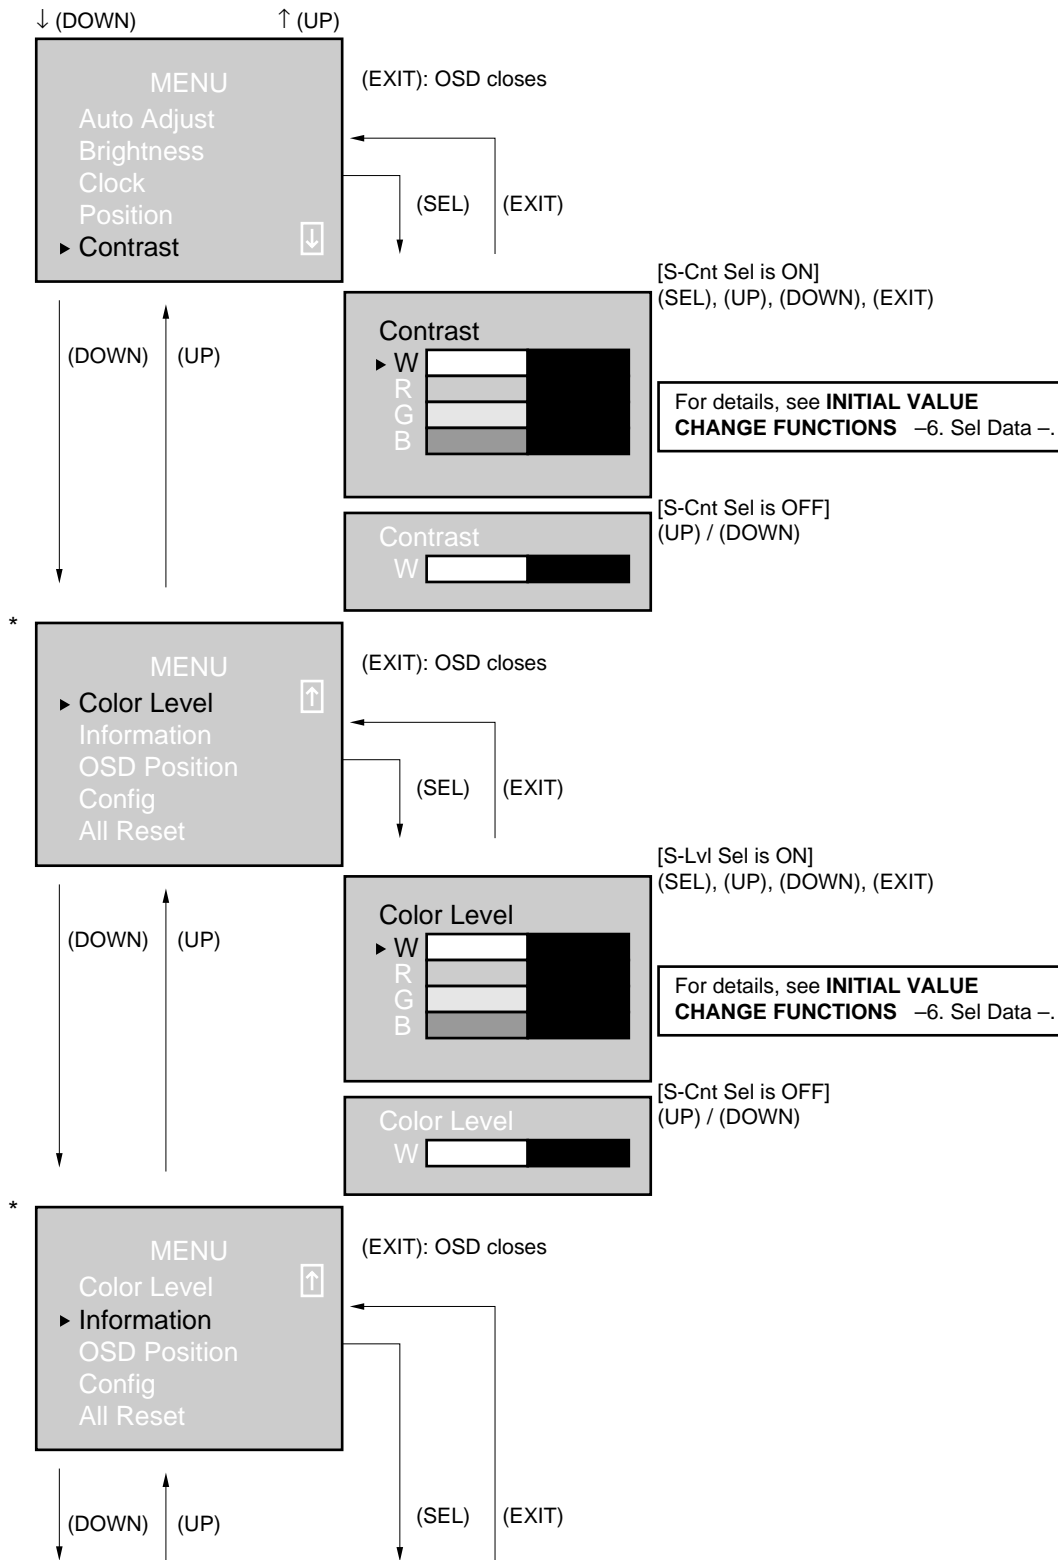 ↓ (DOWN) ↑ (UP)
MENU
Auto Adjust
Brightness
Clock
Position
Contrast
↓
(EXIT): OSD closes
(SEL) (EXIT)
(DOWN) (UP)
Contrast
W
R
G
B
[S-Cnt Sel is ON]
(SEL), (UP), (DOWN), (EXIT)
For details, see INITIAL VALUE
CHANGE FUNCTIONS –6. Sel Data –.
Contrast
W
[S-Cnt Sel is OFF]
(UP) / (DOWN)
*
MENU
Color Level
↑
Information
OSD Position
Config
All Reset
(EXIT): OSD closes
(SEL) (EXIT)
(DOWN) (UP)
Color Level
W
R
G
B
[S-Lvl Sel is ON]
(SEL), (UP), (DOWN), (EXIT)
For details, see INITIAL VALUE
CHANGE FUNCTIONS –6. Sel Data –.
Color Level
W
[S-Cnt Sel is OFF]
(UP) / (DOWN)
*
MENU
Color Level
↑
Information
OSD Position
Config
All Reset
(EXIT): OSD closes
(DOWN) (UP)
(SEL) (EXIT)